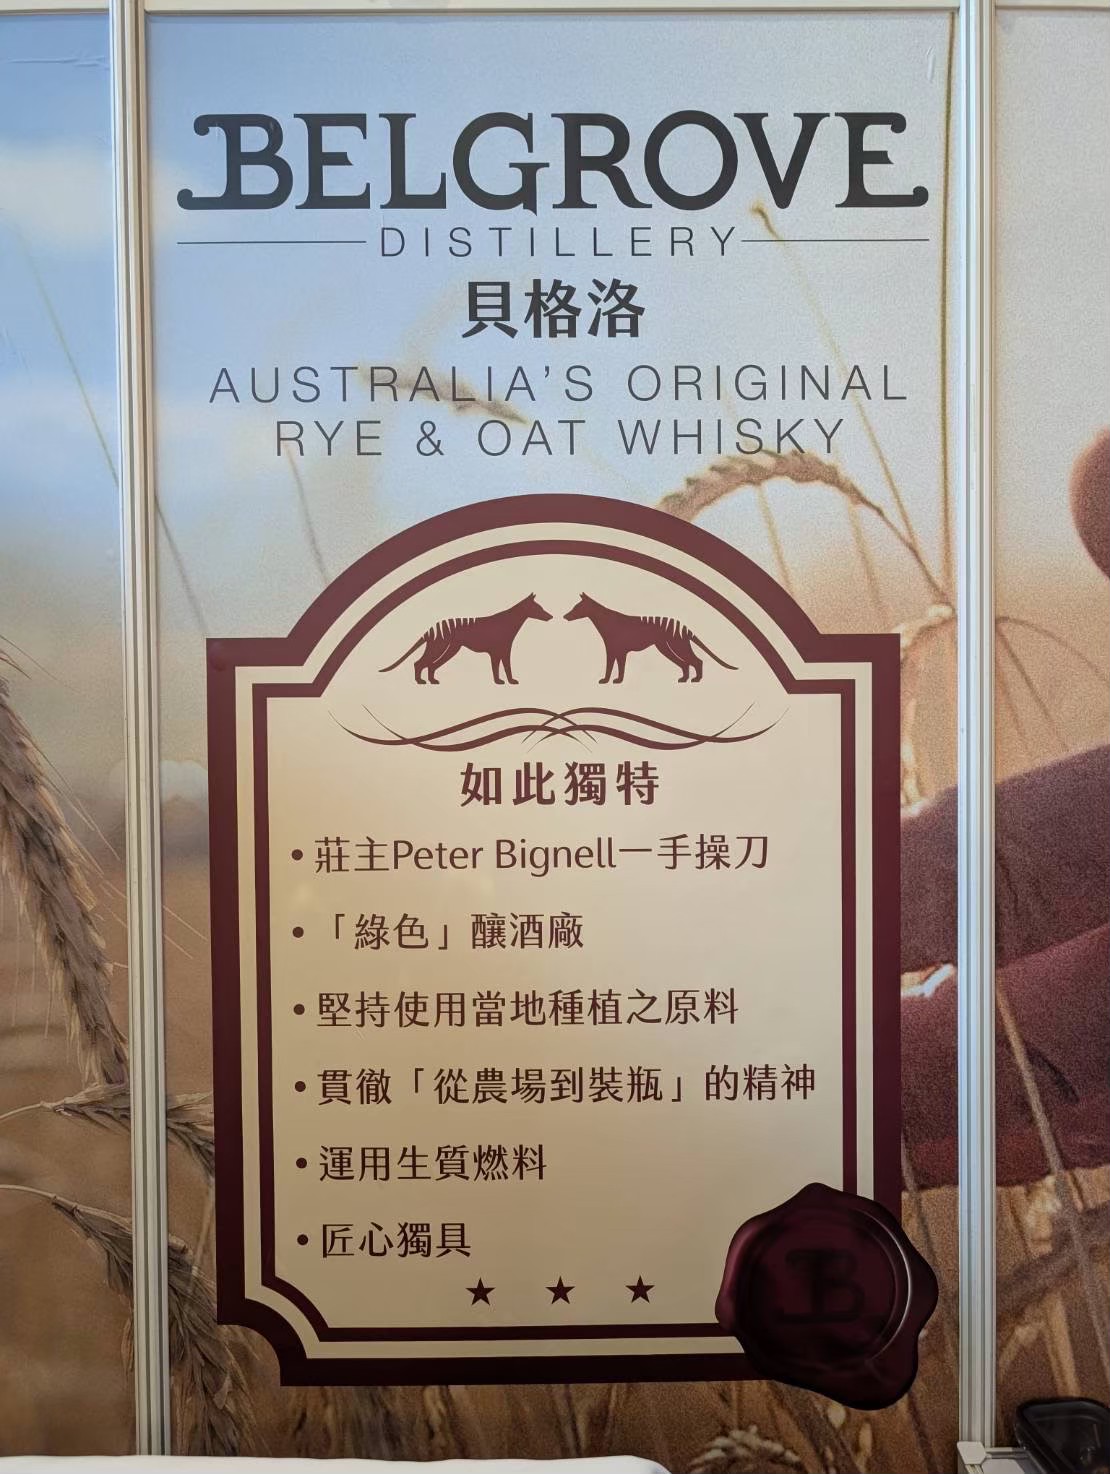 BELGROVE
DISTILLERY
貝格洛
AUSTRALIA'S ORIGINAL
RYE & OAT WHISKY
如此獨特
•莊主Peter Bignell一手操刀
•「綠色」釀酒廠
•堅持使用當地種植之原料
•貫徹「從農場到裝瓶」的精神
•運用生質燃料
•匠心獨具
B